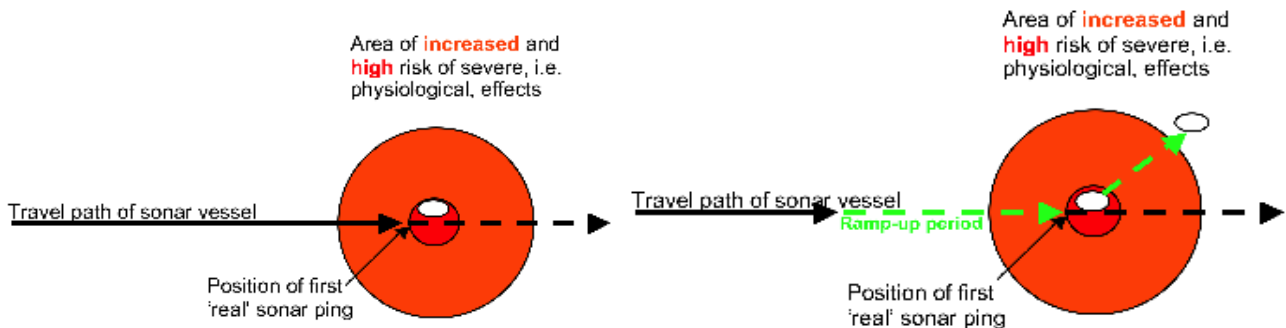 Area of increased and
high risk of severe, i.e.
physiological, effects
Travel path of sonar vessel
Position of first
'real' sonar ping
Area of increased and
high risk of severe, i.e.
physiological, effects
Travel path of sonar vessel
Ramp-up period
Position of first
'real' sonar ping